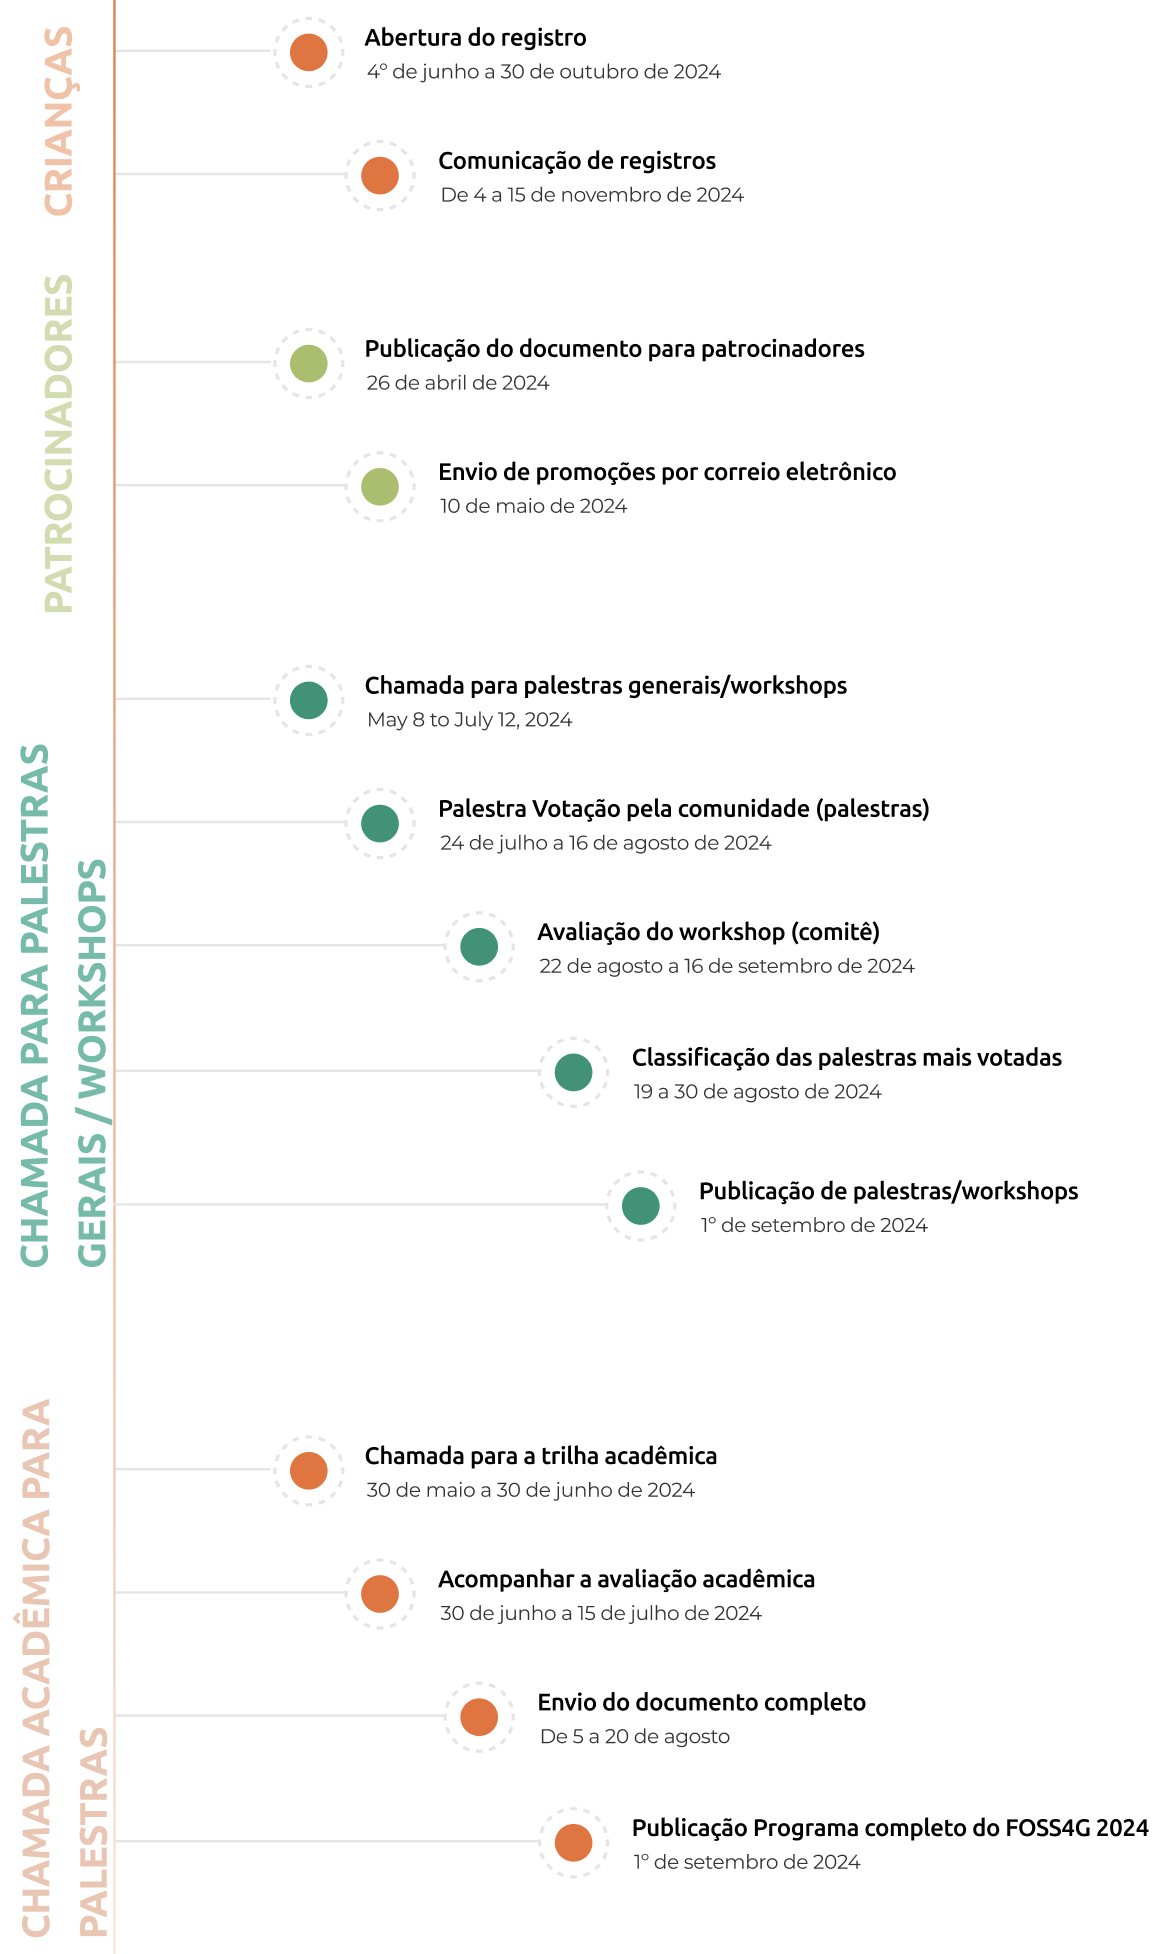 CRIANÇAS
Abertura do registro
4º de junho a 30 de outubro de 2024
Comunicação de registros
De 4 a 15 de novembro de 2024
PATROCINADORES
Publicação do documento para patrocinadores
26 de abril de 2024
Envio de promoções por correio eletrônico
10 de maio de 2024
CHAMADA PARA PALESTRAS
GERAIS / WORKSHOPS
Chamada para palestras generais/workshops
May 8 to July 12, 2024
Palestra Votação pela comunidade (palestras)
24 de julho a 16 de agosto de 2024
Avaliação do workshop (comitê)
22 de agosto a 16 de setembro de 2024
Classificação das palestras mais votadas
19 a 30 de agosto de 2024
Publicação de palestras/workshops
1º de setembro de 2024
CHAMADA ACADÊMICA PARA
PALESTRAS
Chamada para a trilha acadêmica
30 de maio a 30 de junho de 2024
Acompanhar a avaliação acadêmica
30 de junho a 15 de julho de 2024
Envio do documento completo
De 5 a 20 de agosto
Publicação Programa completo do FOSS4G 2024
1º de setembro de 2024